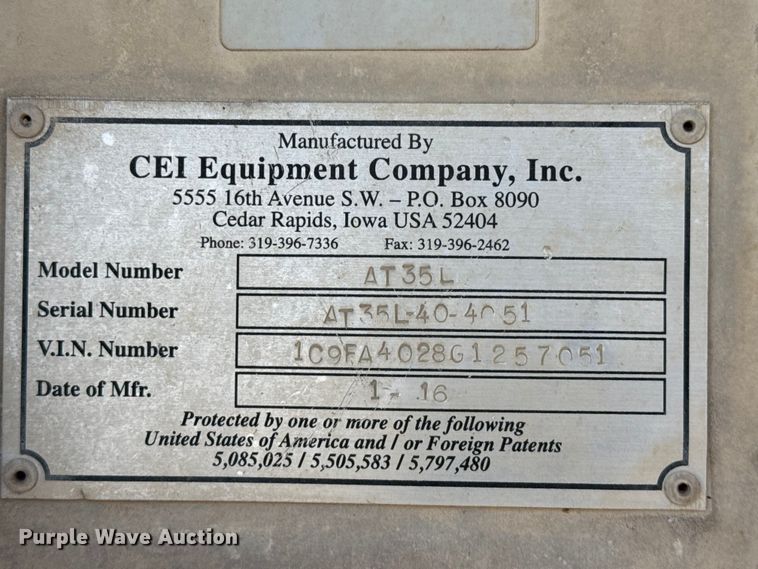 Manufactured By
CEI Equipment Company, Inc.
5555 16th Avenue S.W. – P.O. Box 8090
Cedar Rapids, Iowa USA 52404
Phone: 319-396-7336 Fax: 319-396-2462
Model Number AT35L
Serial Number AT35L-40-4051
V.I.N. Number 1C9FA4028G1257051
Date of Mfr. 1-16
Protected by one or more of the following
United States of America and / or Foreign Patents
5,085,025 / 5,505,583 / 5,797,480
Purple Wave Auction